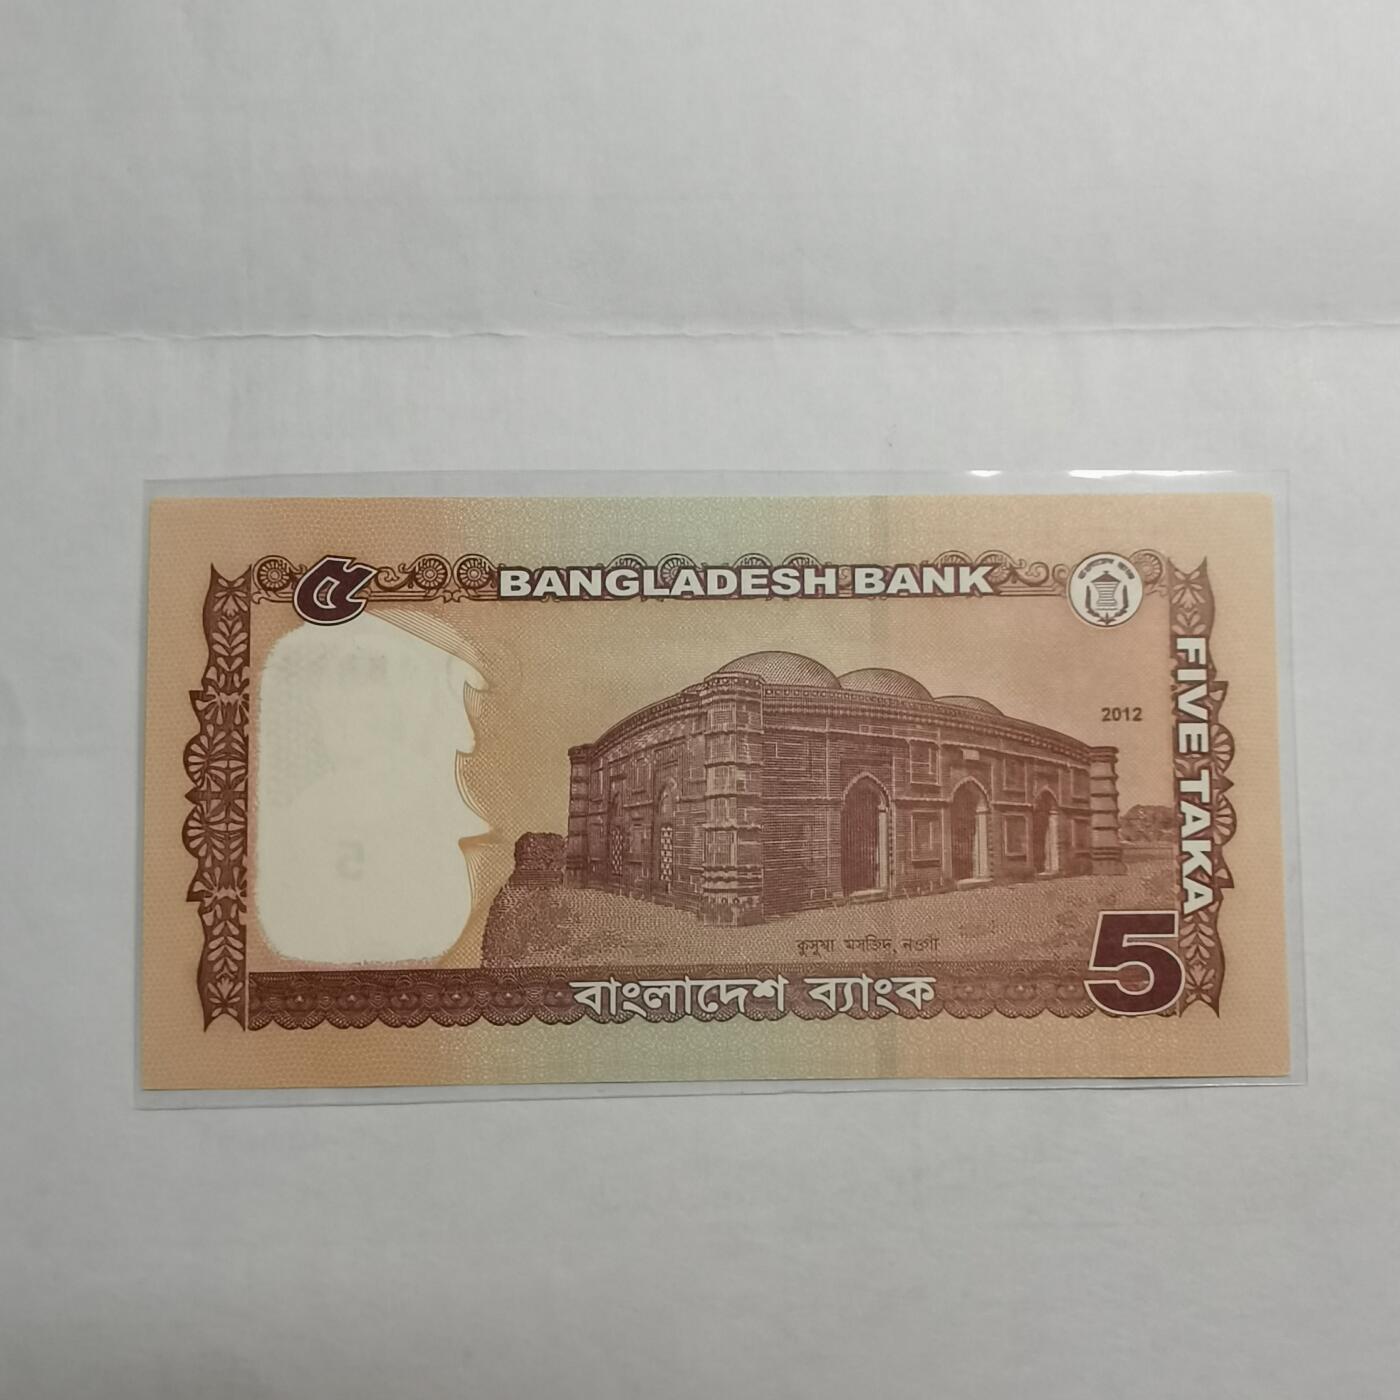 ৫
BANGLADESH BANK
2012
FIVE TAKA
কুসুম্বা মসজিদ, নওগাঁ
5
বাংলাদেশ ব্যাংক